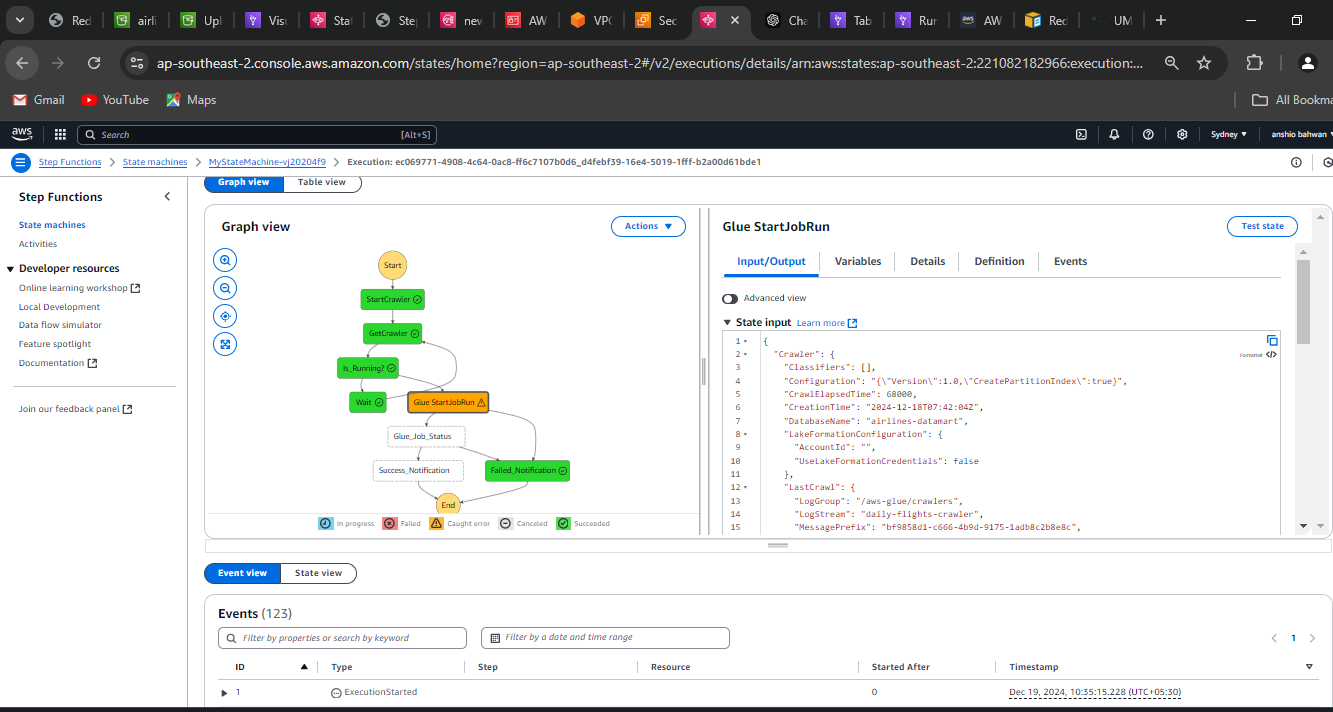 Red
airli
Upl
Visu
Stat
Step
nev
AW
VPC
Sec
Cha
Tab
Rur
AW
Red
UM
ap-southeast-2.console.aws.amazon.com/states/home?region=ap-southeast-2#/v2/executions/details/arn:aws:states:ap-southeast-2:221082182966:execution:...
Gmail
YouTube
Maps
All Bookma
aws
Search
[Alt+S]
Sydney
anshio bahwan
Step Functions
State machines
MyStateMachine-vj20204f9
Execution: ec069771-4908-4c64-0ac8-ff6c7107b0d6_d4febf39-16e4-5019-1fff-b2a00d61bde1
Step Functions
State machines
Activities
Developer resources
Online learning workshop
Local Development
Data flow simulator
Feature spotlight
Documentation
Join our feedback panel
Graph view
Table view
Graph view
Actions
Start
StartCrawler
GetCrawler
Is_Running?
Wait
Glue StartJobRun
Glue_Job_Status
Success_Notification
Failed_Notification
End
In progress
Failed
Caught error
Canceled
Succeeded
Glue StartJobRun
Test state
Input/Output
Variables
Details
Definition
Events
Advanced view
State input
Learn more
Formatted
1 {
2 "Crawler": {
3 "Classifiers": [],
4 "Configuration": "{\"Version\":1.0,\"CreatePartitionIndex\":true}",
5 "CrawlElapsedTime": 68000,
6 "CreationTime": "2024-12-18T07:42:04Z",
7 "DatabaseName": "airlines-datamart",
8 "LakeFormationConfiguration": {
9 "AccountId": "",
10 "UseLakeFormationCredentials": false
11 },
12 "LastCrawl": {
13 "LogGroup": "/aws-glue/crawlers",
14 "LogStream": "daily-flights-crawler",
15 "MessagePrefix": "bf9858d1-c666-4b9d-9175-1adb8c2b8e8c",
Event view
State view
Events (123)
Filter by properties or search by keyword
Filter by a date and time range
1
ID
Type
Step
Resource
Started After
Timestamp
1
ExecutionStarted
0
Dec 19, 2024, 10:35:15.228 (UTC+05:30)